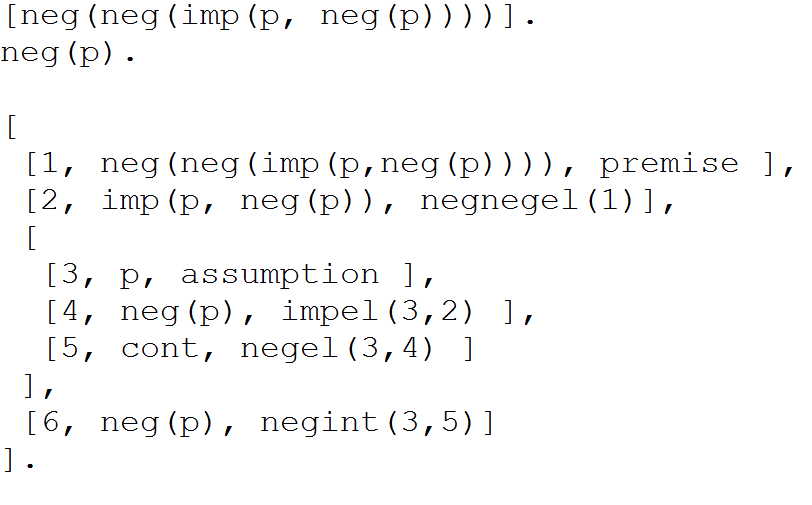 [neg(neg(imp(p, neg(p))))].
neg(p).

[
 [1, neg(neg(imp(p,neg(p)))), premise ],
 [2, imp(p, neg(p)), negnegel(1)],
 [
  [3, p, assumption ],
  [4, neg(p), impel(3,2) ],
  [5, cont, negel(3,4) ]
 ],
 [6, neg(p), negint(3,5)]
].